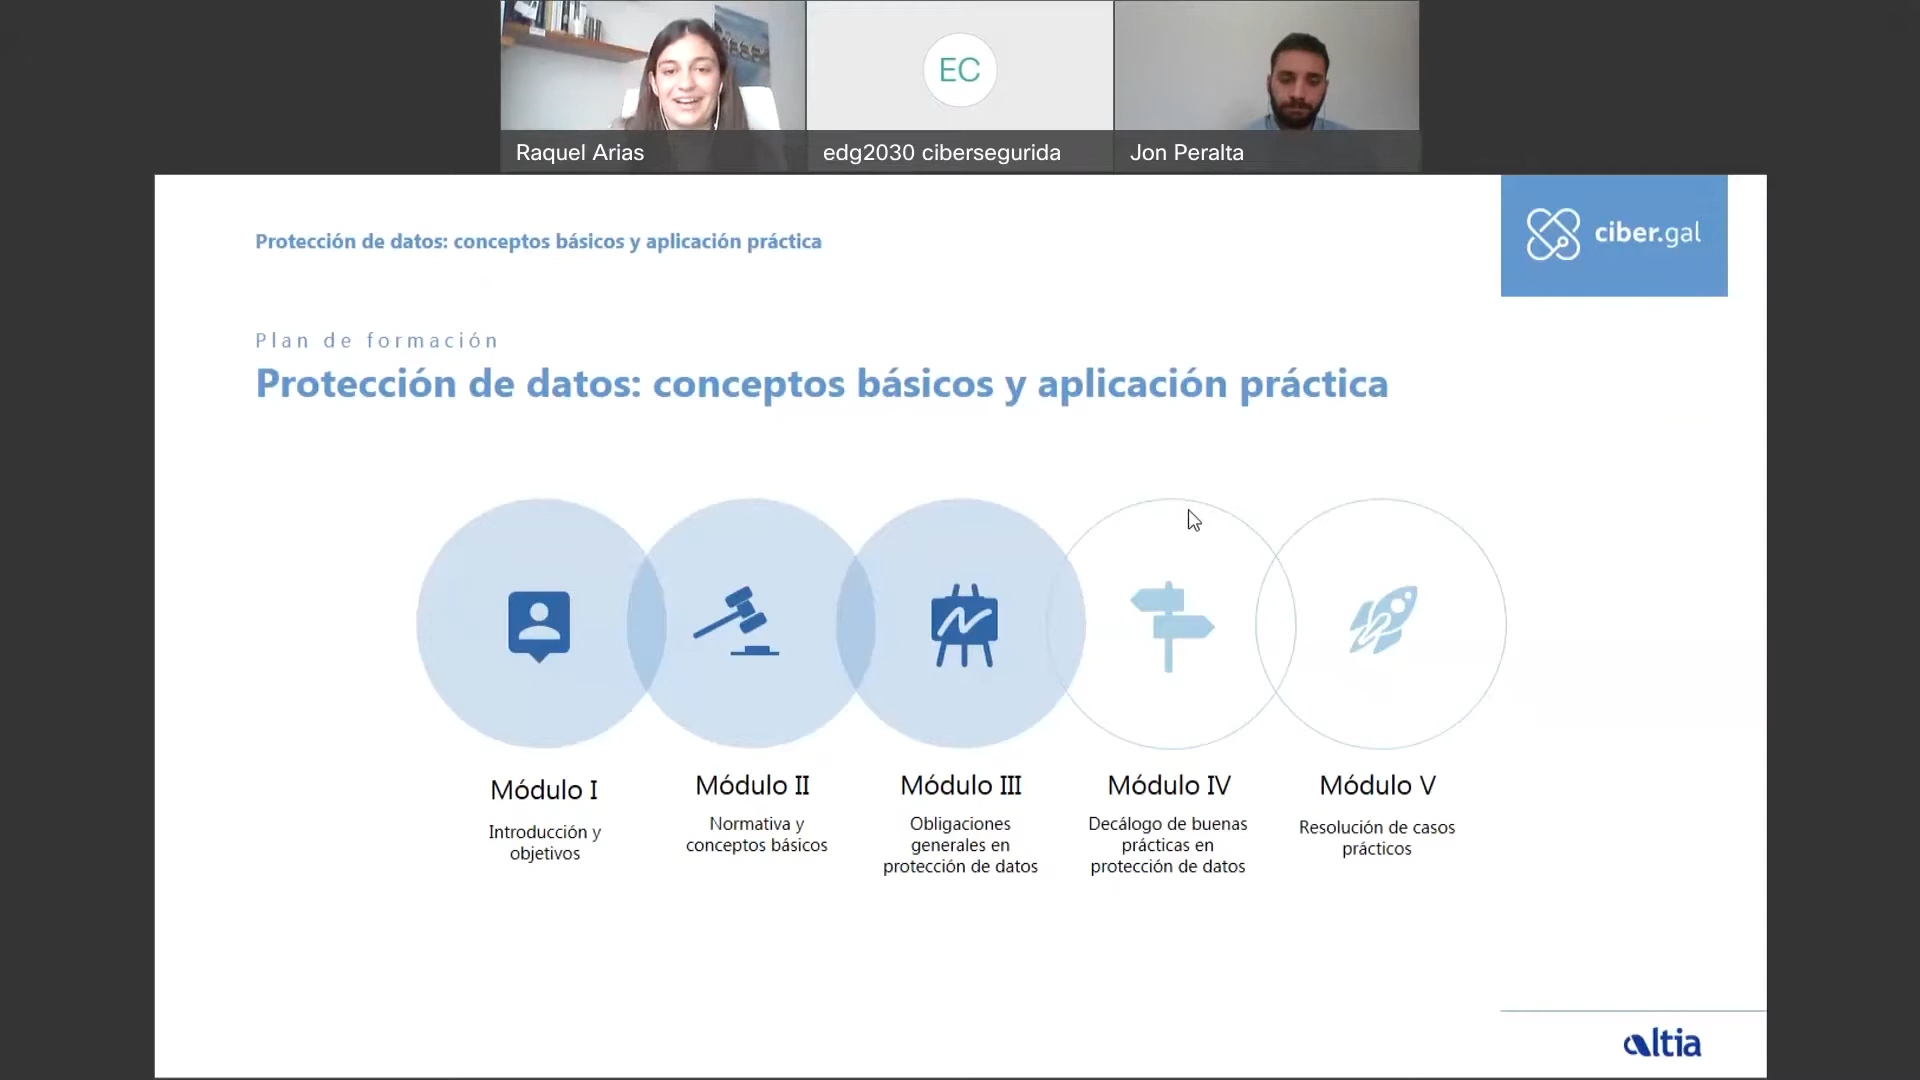 EC
Raquel Arias
edg2030 cibersegurida
Jon Peralta
Protección de datos: conceptos básicos y aplicación práctica
ciber.gal
Plan de formación
Protección de datos: conceptos básicos y aplicación práctica
Módulo I
Introducción y
objetivos
Módulo II
Normativa y
conceptos básicos
Módulo III
Obligaciones
generales en
protección de datos
Módulo IV
Decálogo de buenas
prácticas en
protección de datos
Módulo V
Resolución de casos
prácticos
altia